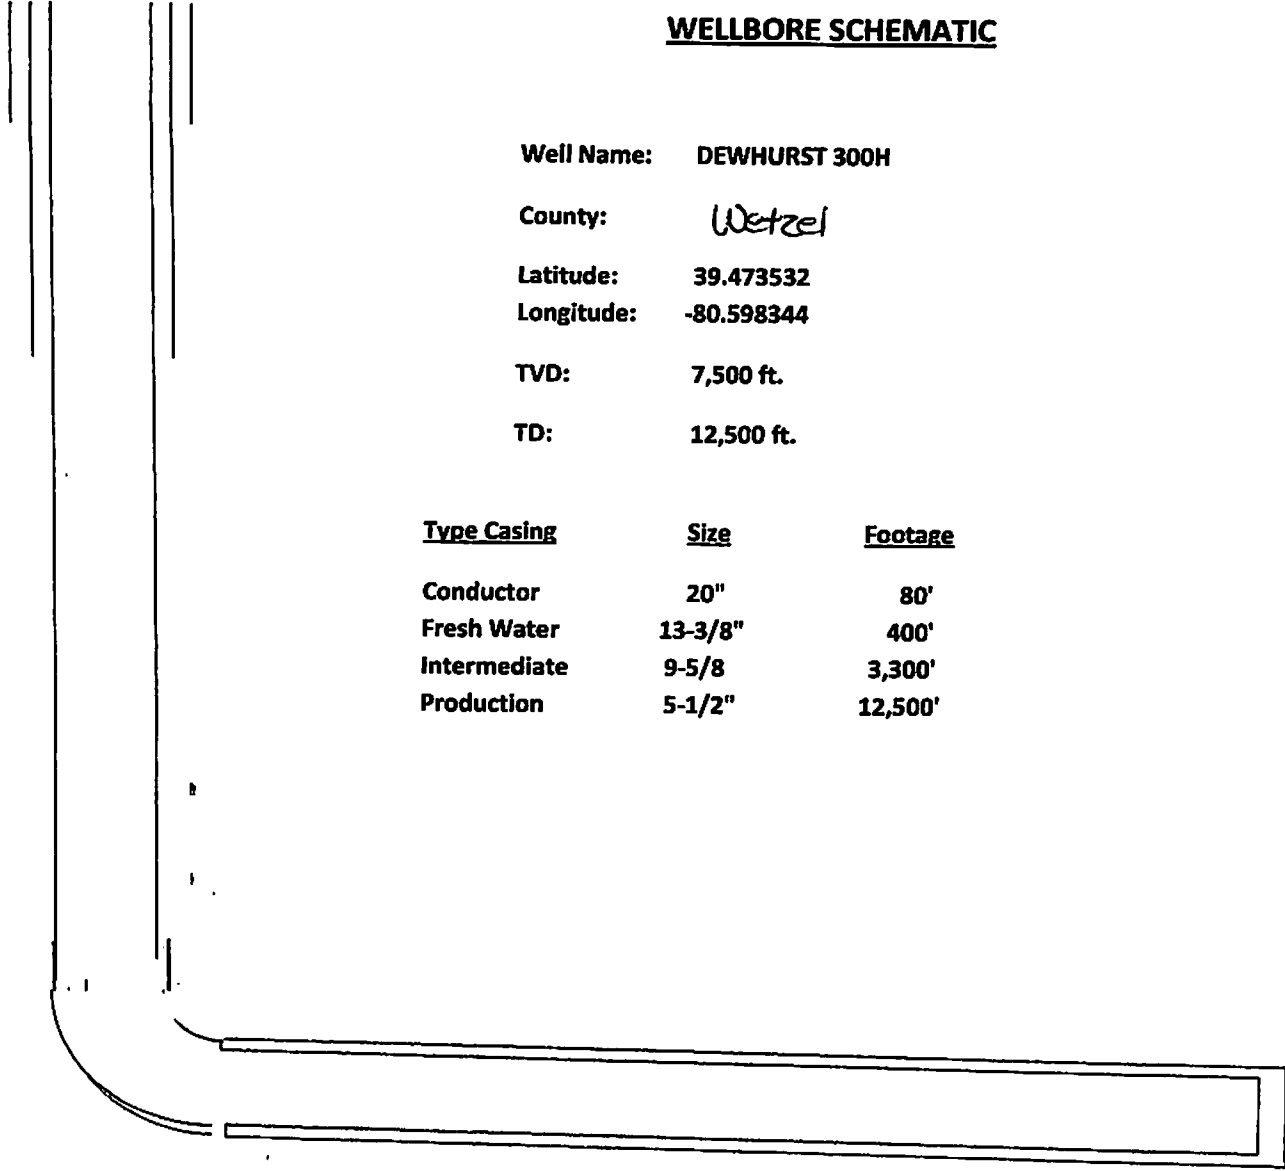 WELLBORE SCHEMATIC
Well Name: DEWHURST 300H
County: Wetzel
Latitude: 39.473532
Longitude: -80.598344
TVD: 7,500 ft.
TD: 12,500 ft.
Type Casing Size Footage
Conductor 20" 80'
Fresh Water 13-3/8" 400'
Intermediate 9-5/8 3,300'
Production 5-1/2" 12,500'